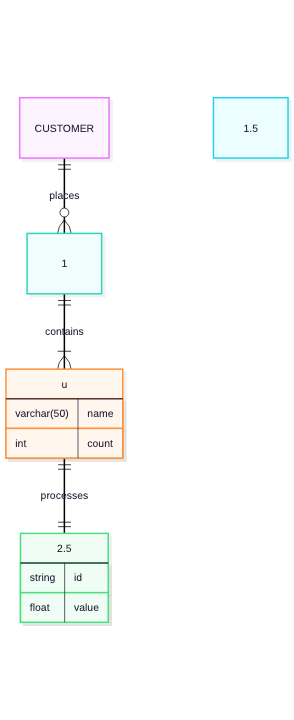 CUSTOMER
1.5
places
1
contains
u
varchar(50) name
int count
processes
2.5
string id
float value